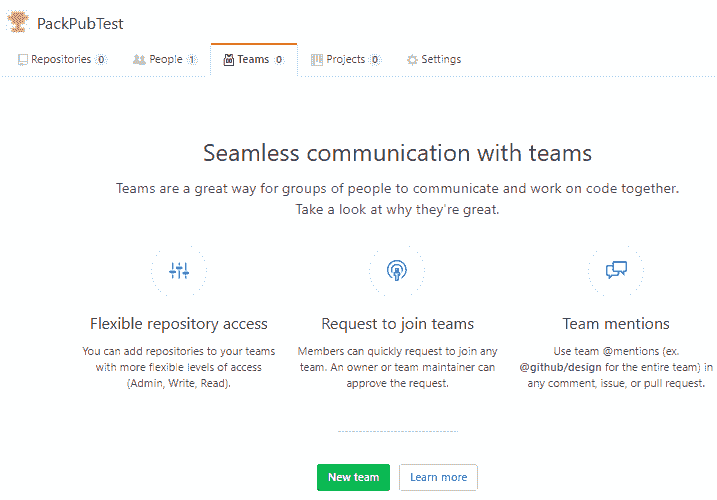 PackPubTest
Repositories 0 People 1 Teams 0 Projects 0 Settings
Seamless communication with teams
Teams are a great way for groups of people to communicate and work on code together.
Take a look at why they're great.
Flexible repository access
You can add repositories to your teams
with more flexible levels of access
(Admin, Write, Read).
Request to join teams
Members can quickly request to join any
team. An owner or team maintainer can
approve the request.
Team mentions
Use team @mentions (ex.
@github/design for the entire team) in
any comment, issue, or pull request.
New team
Learn more